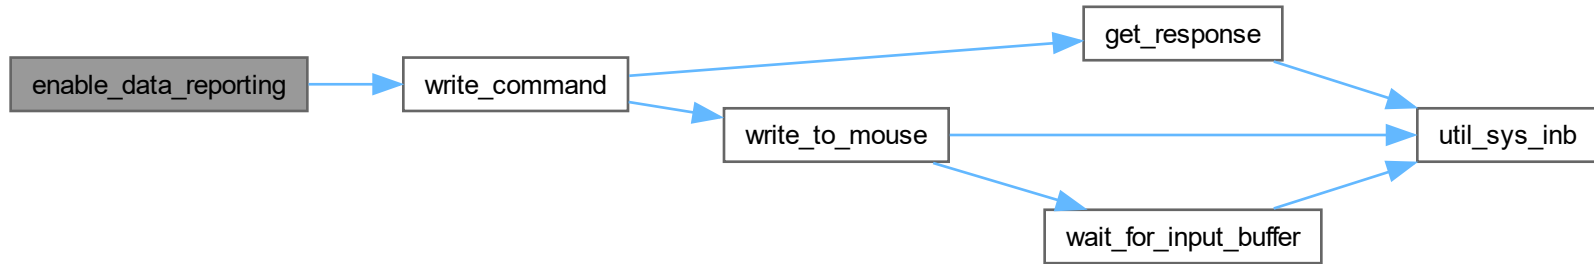 enable_data_reporting
write_command
get_response
write_to_mouse
wait_for_input_buffer
util_sys_inb